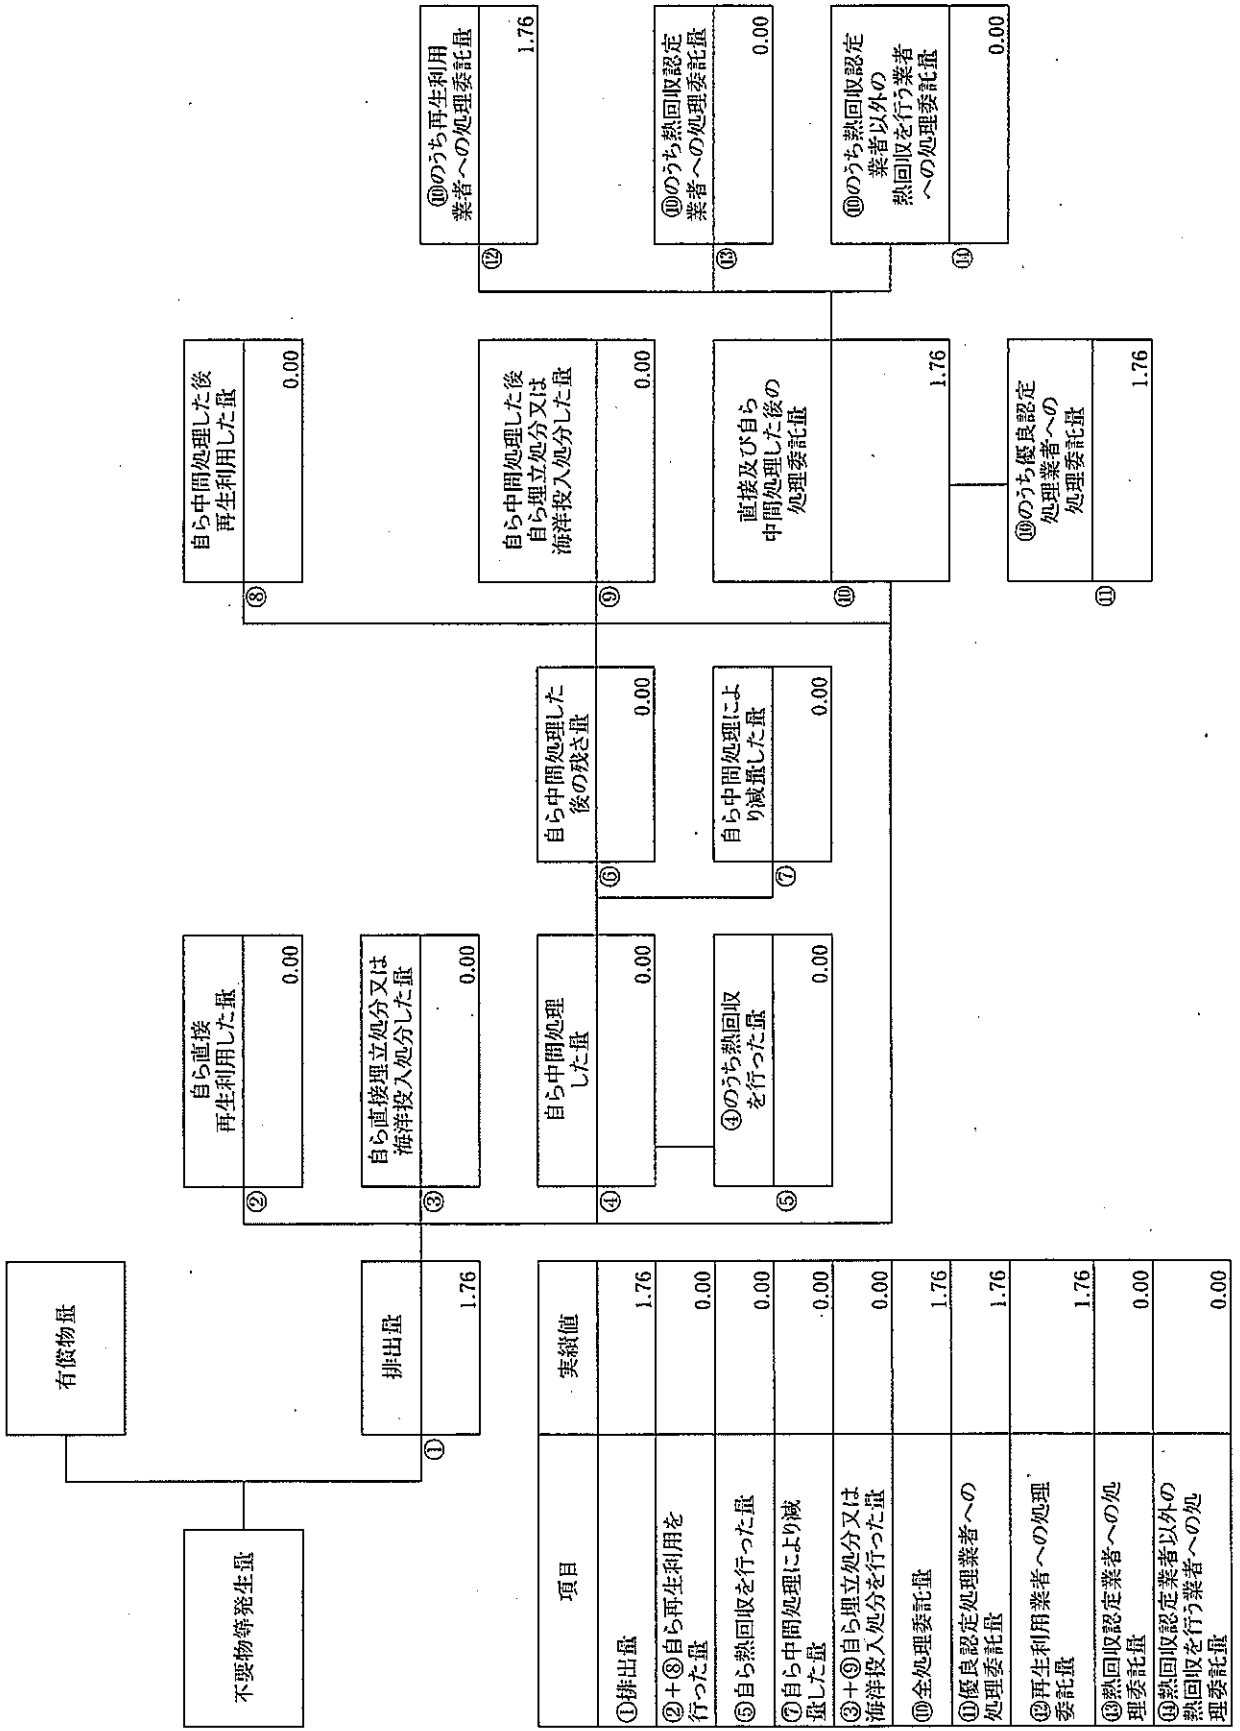 有償物量
不要物等発生量
①
排出量
1.76
②
自ら直接
再生利用した量
0.00
③
自ら直接埋立処分又は
海洋投入処分した量
0.00
④
自ら中間処理
した量
0.00
⑤
④のうち熱回収
を行った量
0.00
⑥
自ら中間処理した
後の残さ量
0.00
⑦
自ら中間処理によ
り減量した量
0.00
⑧
自ら中間処理した後
再生利用した量
0.00
⑨
自ら中間処理した後
自ら埋立処分又は
海洋投入処分した量
0.00
⑩
直接及び自ら
中間処理した後の
処理委託量
1.76
⑪
⑩のうち優良認定
処理業者への
処理委託量
1.76
⑫
⑩のうち再生利用
業者への処理委託量
1.76
⑬
⑩のうち熱回収認定
業者への処理委託量
0.00
⑭
⑩のうち熱回収認定
業者以外の
熱回収を行う業者
への処理委託量
0.00
項目 実績値
①排出量 1.76
②+⑧自ら再生利用を
行った量 0.00
⑤自ら熱回収を行った量 0.00
⑦自ら中間処理により減
量した量 0.00
③+⑨自ら埋立処分又は
海洋投入処分を行った量 0.00
⑩全処理委託量 1.76
⑪優良認定処理業者への
処理委託量 1.76
⑫再生利用業者への処理
委託量 1.76
⑬熱回収認定業者への処
理委託量 0.00
⑭熱回収認定業者以外の
熱回収を行う業者への処
理委託量 0.00